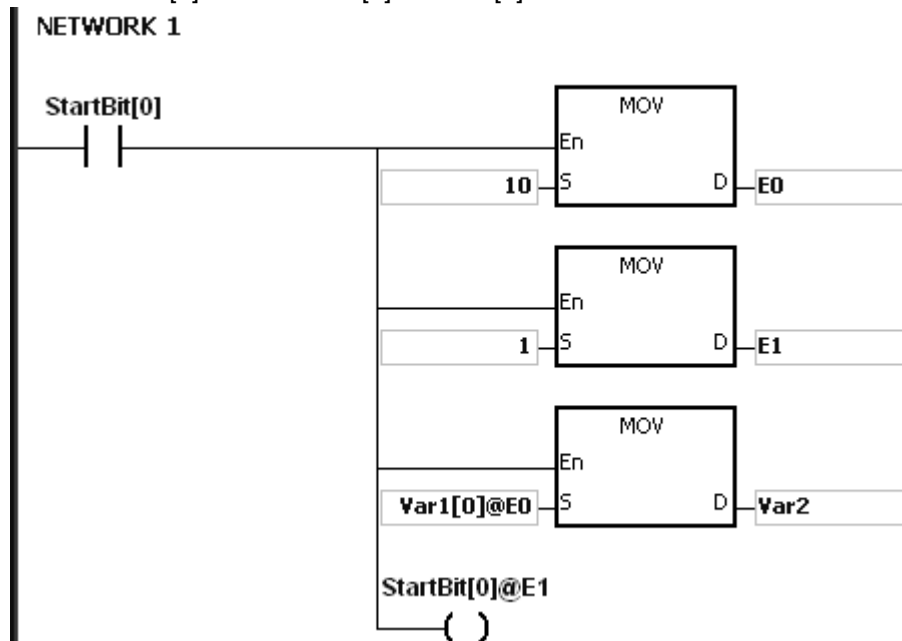 NETWORK 1
StartBit[0]
MOV
En
10 S D E0
MOV
En
1 S D E1
MOV
En
Var1[0]@E0 S D Var2
StartBit[0]@E1